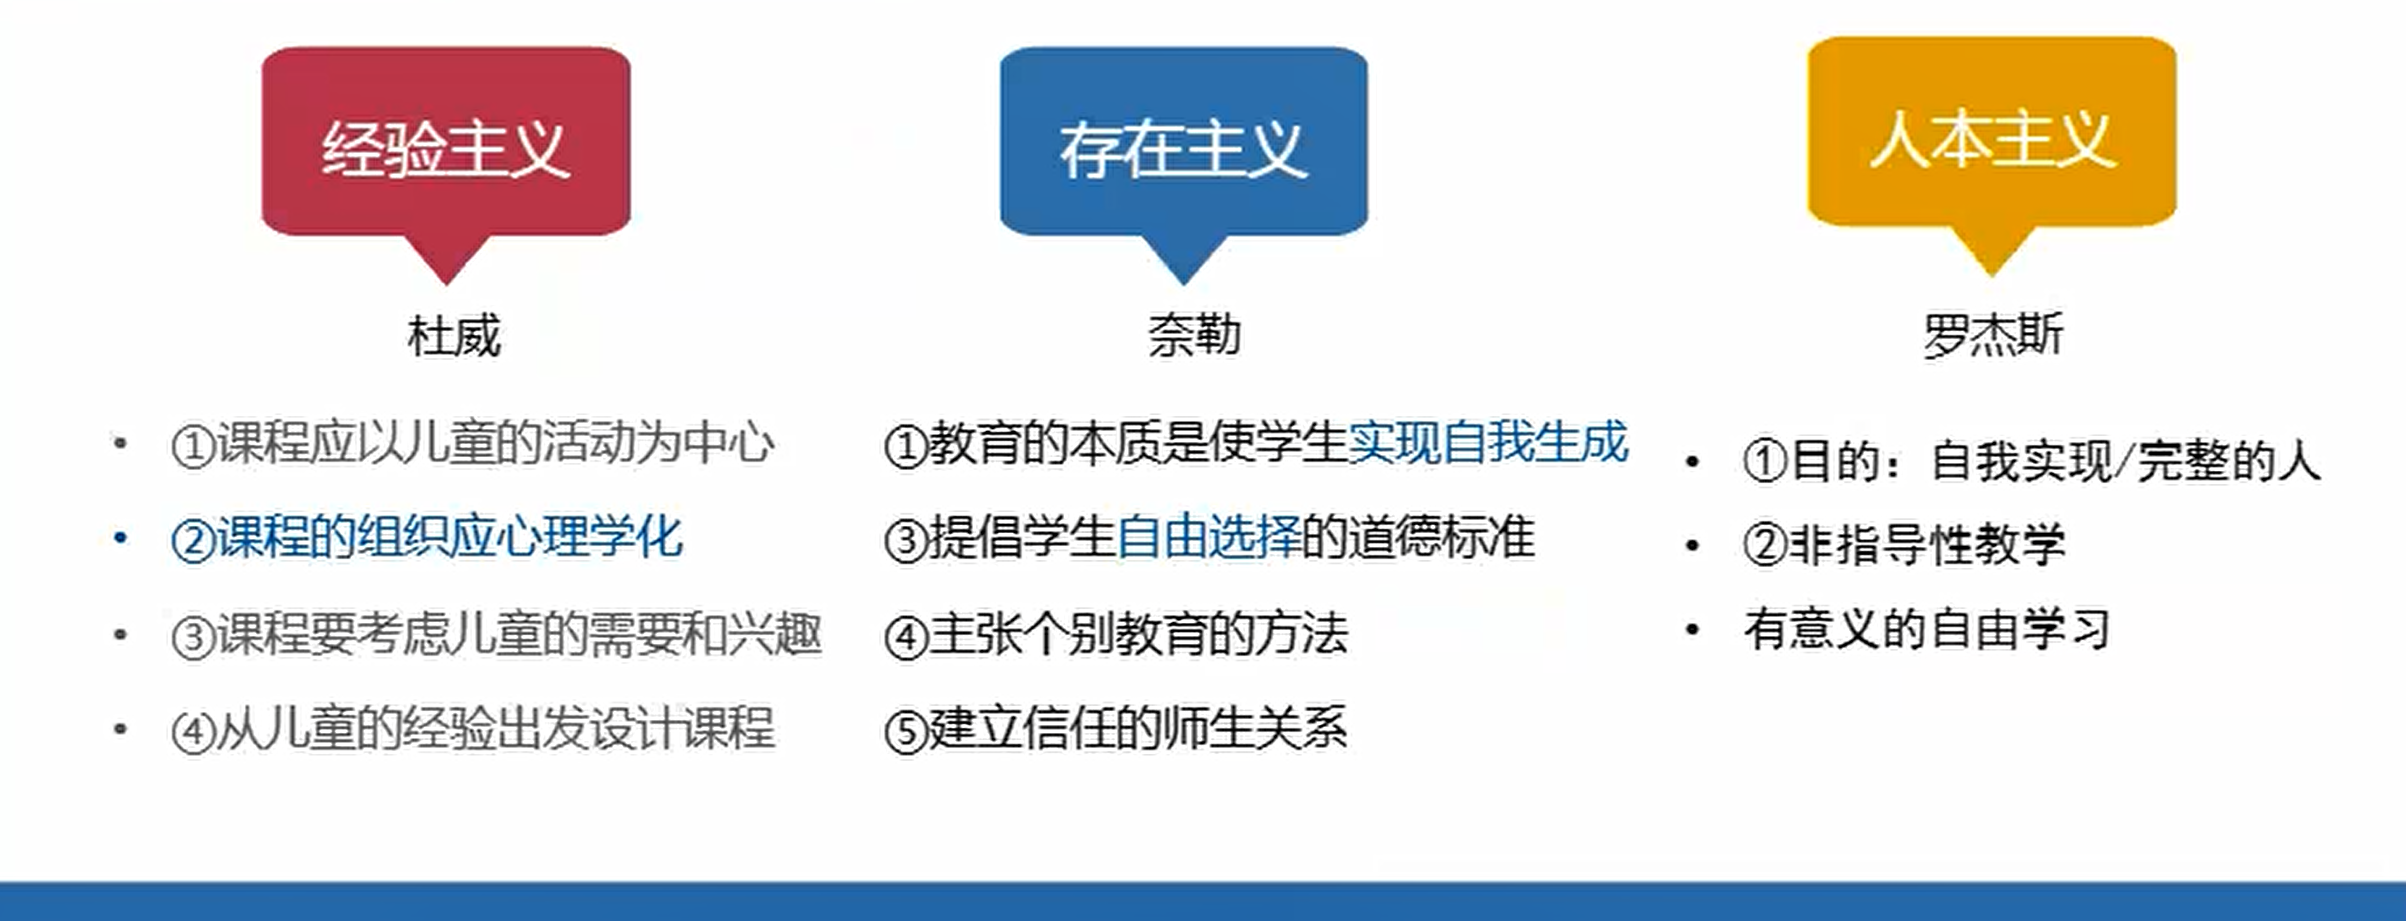 经验主义
杜威
• ①课程应以儿童的活动为中心
• ②课程的组织应心理学化
• ③课程要考虑儿童的需要和兴趣
• ④从儿童的经验出发设计课程
存在主义
奈勒
①教育的本质是使学生实现自我生成
③提倡学生自由选择的道德标准
④主张个别教育的方法
⑤建立信任的师生关系
人本主义
罗杰斯
• ①目的：自我实现/完整的人
• ②非指导性教学
• 有意义的自由学习